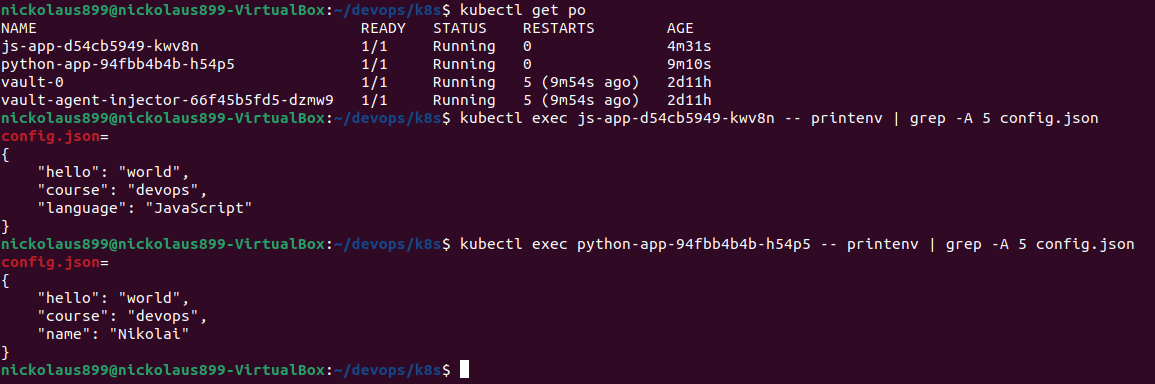 nickolaus899@nickolaus899-VirtualBox:~/devops/k8s$ kubectl get po
NAME READY STATUS RESTARTS AGE
js-app-d54cb5949-kwv8n 1/1 Running 0 4m31s
python-app-94fbb4b4b-h54p5 1/1 Running 0 9m10s
vault-0 1/1 Running 5 (9m54s ago) 2d11h
vault-agent-injector-66f45b5fd5-dzmw9 1/1 Running 5 (9m54s ago) 2d11h
nickolaus899@nickolaus899-VirtualBox:~/devops/k8s$ kubectl exec js-app-d54cb5949-kwv8n -- printenv | grep -A 5 config.json
config.json=
{
    "hello": "world",
    "course": "devops",
    "language": "JavaScript"
}
nickolaus899@nickolaus899-VirtualBox:~/devops/k8s$ kubectl exec python-app-94fbb4b4b-h54p5 -- printenv | grep -A 5 config.json
config.json=
{
    "hello": "world",
    "course": "devops",
    "name": "Nikolai"
}
nickolaus899@nickolaus899-VirtualBox:~/devops/k8s$